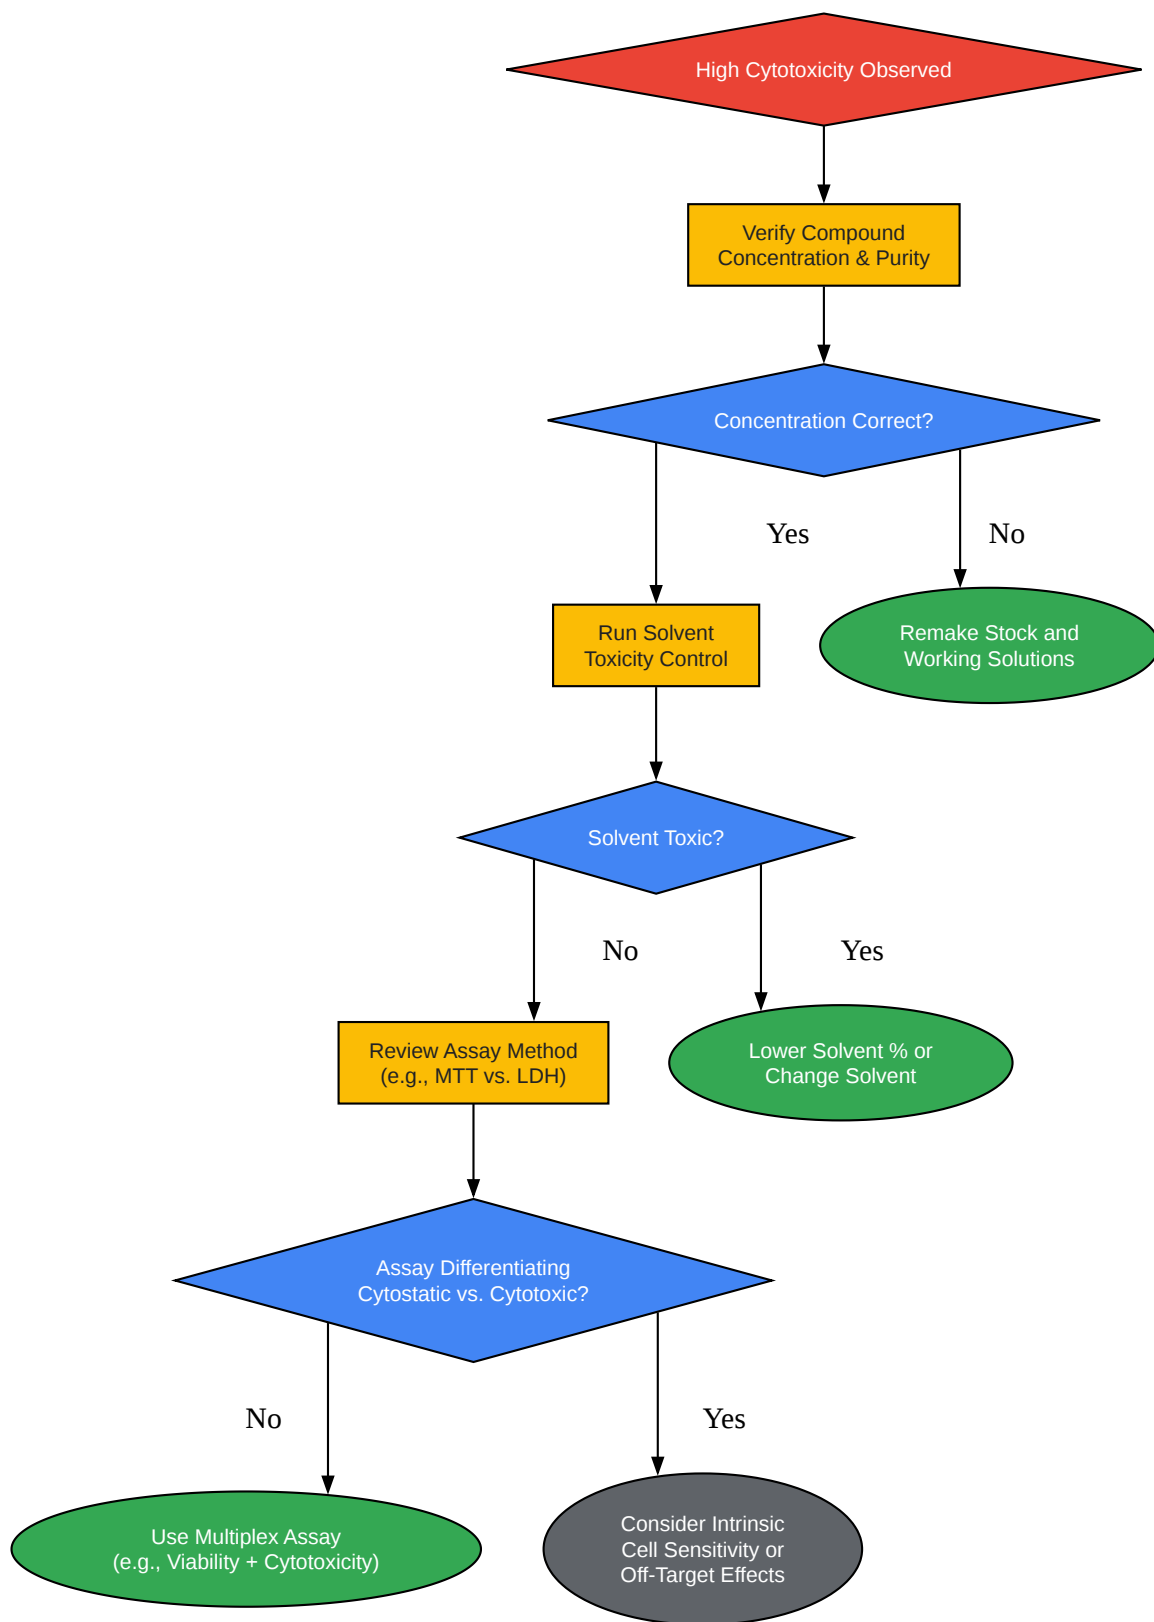 High Cytotoxicity Observed
Verify Compound
Concentration & Purity
Concentration Correct?
Yes
No
Run Solvent
Toxicity Control
Remake Stock and
Working Solutions
Solvent Toxic?
No
Yes
Review Assay Method
(e.g., MTT vs. LDH)
Lower Solvent % or
Change Solvent
Assay Differentiating
Cytostatic vs. Cytotoxic?
No
Yes
Use Multiplex Assay
(e.g., Viability + Cytotoxicity)
Consider Intrinsic
Cell Sensitivity or
Off-Target Effects